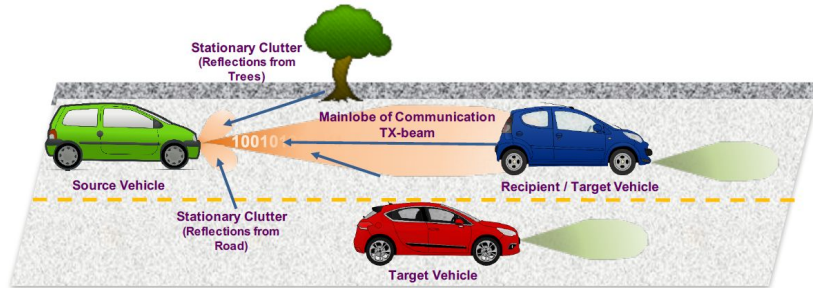 Stationary Clutter
(Reflections from
Trees)
Mainlobe of Communication
TX-beam
10010
Source Vehicle
Recipient / Target Vehicle
Stationary Clutter
(Reflections from
Road)
Target Vehicle